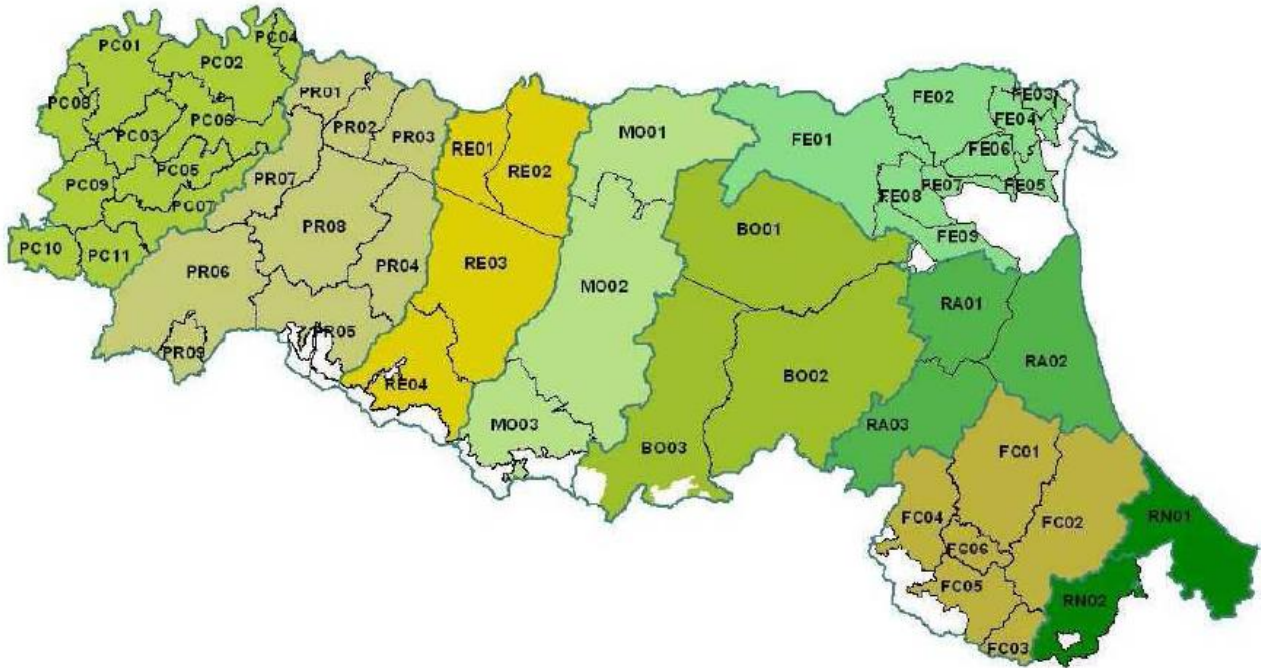 PC01
PC02
PC04
PC08
PC03
PC06
PC09
PC05
PC07
PC10
PC11
PR01
PR02
PR03
PR07
PR08
PR04
PR06
PR05
PR09
RE01
RE02
RE03
RE04
MO01
MO02
MO03
BO01
BO02
BO03
FE01
FE02
FE03
FE04
FE06
FE07
FE05
FE08
FE09
RA01
RA02
RA03
FC01
FC02
FC04
FC06
FC05
FC03
RN01
RN02